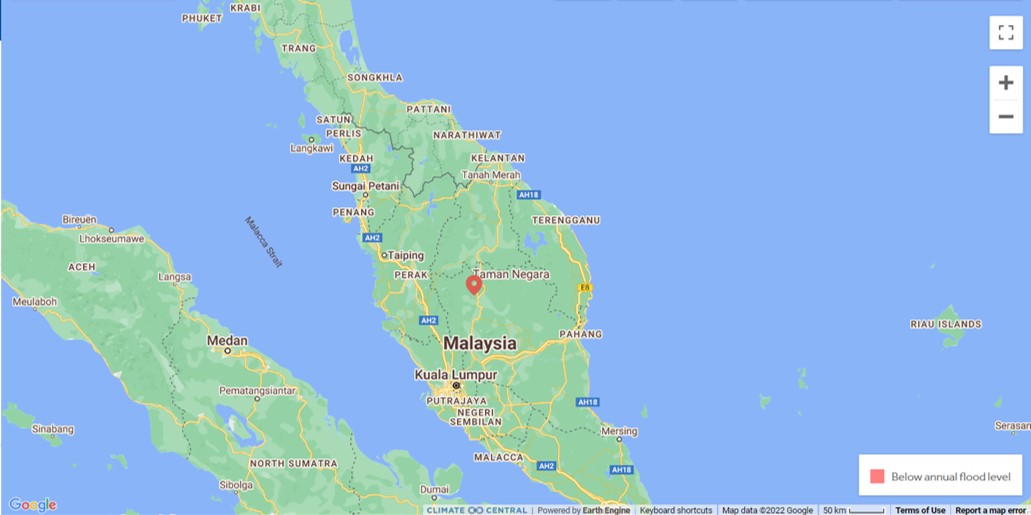 KRABI
PHUKET
TRANG
SONGKHLA
PATTANI
SATUN
PERLIS
NARATHIWAT
Langkawi
KEDAH
KELANTAN
AH2
Tanah Merah
Sungai Petani
AH18
PENANG
TERENGGANU
Bireuen
Lhokseumawe
Malacca Strait
AH2
Taiping
ACEH
Langsa
PERAK
Taman Negara
E8
Meulaboh
AH2
RIAU ISLANDS
Medan
Malaysia
PAHANG
Kuala Lumpur
Pematangsiantar
PUTRAJAYA
AH18
NEGERI
SEMBILAN
Sinabang
Mersing
Serasan
MALACCA
NORTH SUMATRA
AH2
AH18
Below annual flood level
Sibolga
Dumai
Google
CLIMATE CENTRAL | Powered by Earth Engine Keyboard shortcuts Map data ©2022 Google 50 km Terms of Use Report a map error